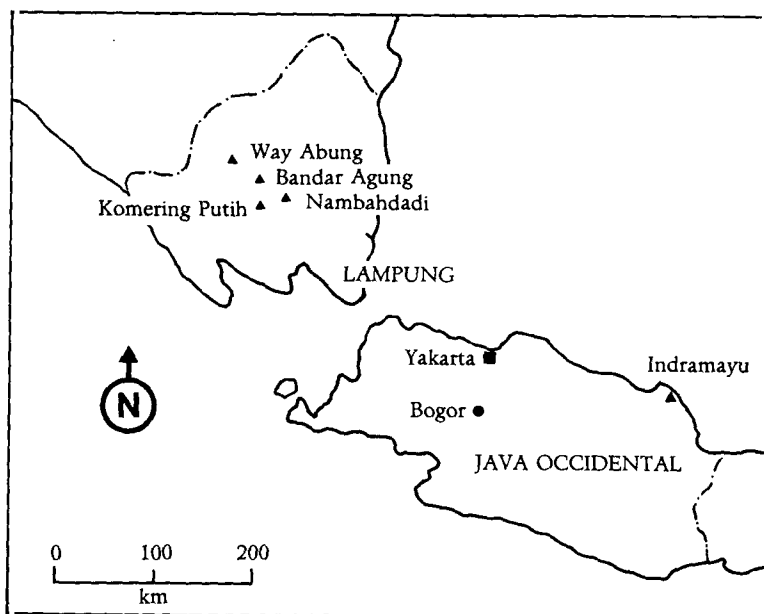 Way Abung
Bandar Agung
Komering Putih
Nambahdadi
LAMPUNG
Yakarta
Indramayu
N
Bogor
JAVA OCCIDENTAL
0 100 200
km